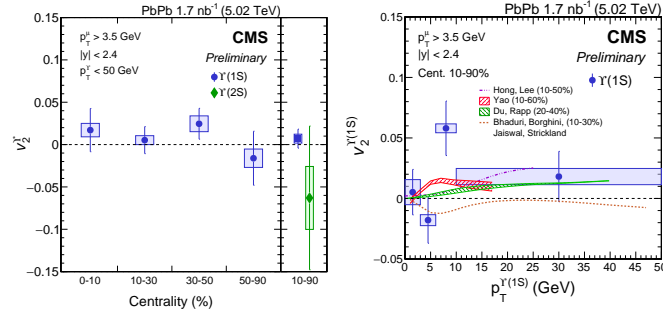 PbPb 1.7 nb⁻¹ (5.02 TeV)
p_T^μ > 3.5 GeV
|y| < 2.4
p_T^ϒ < 50 GeV
CMS
Preliminary
ϒ(1S)
ϒ(2S)
v_2^ϒ
0.15
0.1
0.05
0.00
−0.05
−0.1
−0.15
0-10
10-30
30-50
50-90
10-90
Centrality (%)
PbPb 1.7 nb⁻¹ (5.02 TeV)
p_T^μ > 3.5 GeV
|y| < 2.4
Cent. 10-90%
CMS
Preliminary
ϒ(1S)
Hong, Lee (10-50%)
Yao (10-60%)
Du, Rapp (20-40%)
Bhaduri, Borghini, (10-30%)
Jaiswal, Strickland
v_2^ϒ(1S)
0.15
0.1
0.05
0.00
−0.05
0
5
10
15
20
25
30
35
40
45
50
p_T^ϒ(1S) (GeV)